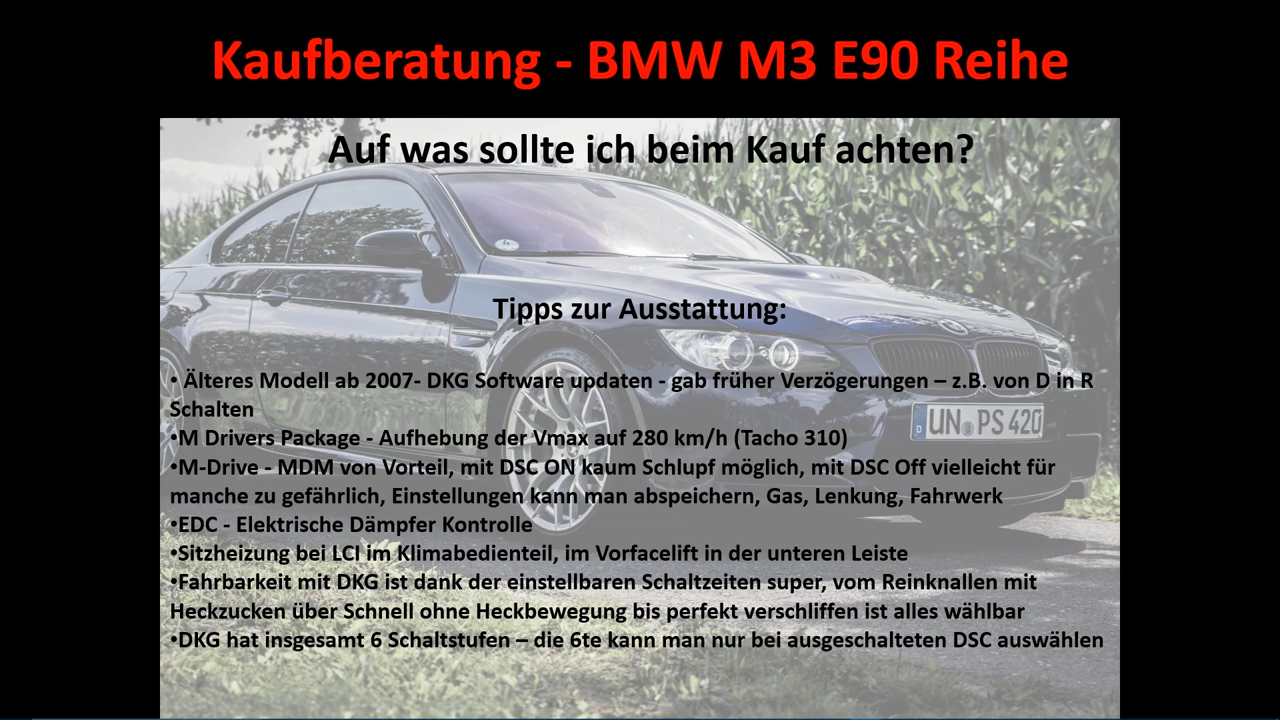 Kaufberatung - BMW M3 E90 Reihe
Auf was sollte ich beim Kauf achten?
Tipps zur Ausstattung:
• Älteres Modell ab 2007- DKG Software updaten - gab früher Verzögerungen – z.B. von D in R
Schalten
•M Drivers Package - Aufhebung der Vmax auf 280 km/h (Tacho 310)
•M-Drive - MDM von Vorteil, mit DSC ON kaum Schlupf möglich, mit DSC Off vielleicht für
manche zu gefährlich, Einstellungen kann man abspeichern, Gas, Lenkung, Fahrwerk
•EDC - Elektrische Dämpfer Kontrolle
•Sitzheizung bei LCI im Klimabedienteil, im Vorfacelift in der unteren Leiste
•Fahrbarkeit mit DKG ist dank der einstellbaren Schaltzeiten super, vom Reinknallen mit
Heckzucken über Schnell ohne Heckbewegung bis perfekt verschliffen ist alles wählbar
•DKG hat insgesamt 6 Schaltstufen – die 6te kann man nur bei ausgeschalteten DSC auswählen
UN PS 420